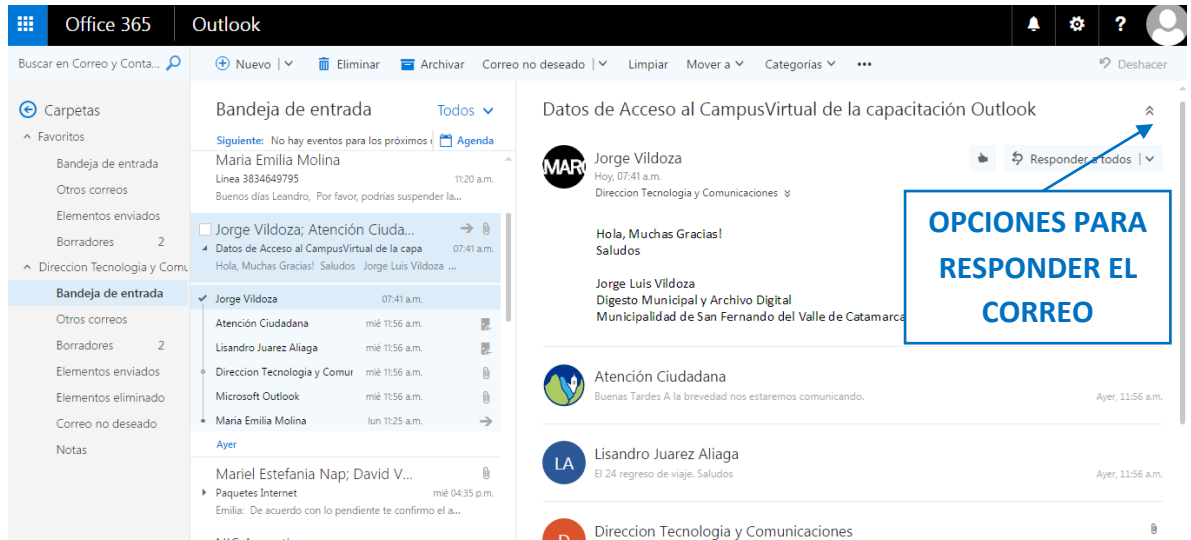 Office 365
Outlook
?
Buscar en Correo y Conta...
Nuevo
Eliminar
Archivar
Correo no deseado
Limpiar
Mover a
Categorías
•••
Deshacer
Carpetas
Favoritos
Bandeja de entrada
Otros correos
Elementos enviados
Borradores 2
Direccion Tecnologia y Comu
Bandeja de entrada
Otros correos
Borradores 2
Elementos enviados
Elementos eliminado
Correo no deseado
Notas
Bandeja de entrada
Todos
Siguiente: No hay eventos para los próximos
Agenda
Maria Emilia Molina
Linea 3834649795 11:20 a.m.
Buenos días Leandro, Por favor, podrías suspender la...
Jorge Vildoza; Atención Ciuda...
Datos de Acceso al CampusVirtual de la capa 07:41 a.m.
Hola, Muchas Gracias! Saludos Jorge Luis Vildoza ...
Jorge Vildoza 07:41 a.m.
Atención Ciudadana mié 11:56 a.m.
Lisandro Juarez Aliaga mié 11:56 a.m.
Direccion Tecnologia y Comur mié 11:56 a.m.
Microsoft Outlook mié 11:56 a.m.
Maria Emilia Molina lun 11:25 a.m.
Ayer
Mariel Estefania Nap; David V...
Paquetes Internet mié 04:35 p.m.
Emilia: De acuerdo con lo pendiente te confirmo el a...
Datos de Acceso al CampusVirtual de la capacitación Outlook
MAR
Jorge Vildoza
Hoy, 07:41 a.m.
Direccion Tecnologia y Comunicaciones
Responder a todos
Hola, Muchas Gracias!
Saludos
Jorge Luis Vildoza
Digesto Municipal y Archivo Digital
Municipalidad de San Fernando del Valle de Catamarca
OPCIONES PARA
RESPONDER EL
CORREO
Atención Ciudadana
Buenas Tardes A la brevedad nos estaremos comunicando.
Ayer, 11:56 a.m.
LA
Lisandro Juarez Aliaga
El 24 regreso de viaje. Saludos
Ayer, 11:56 a.m.
D
Direccion Tecnologia y Comunicaciones